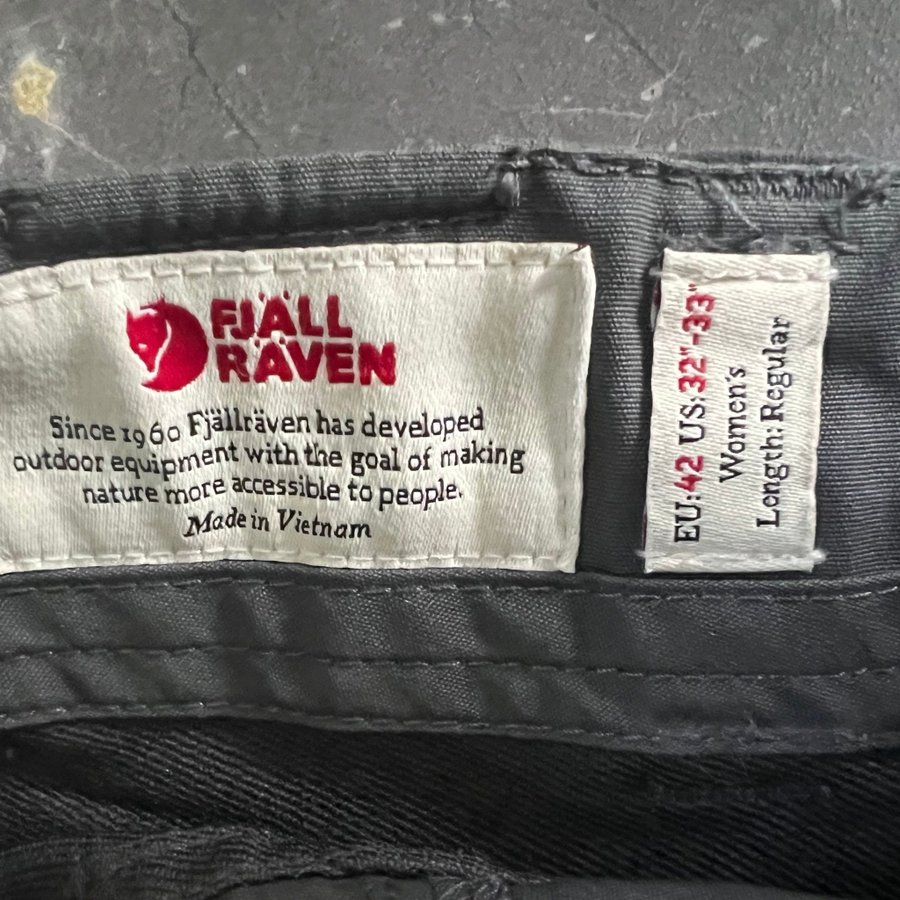 FJÄLL
RÄVEN
Since 1960 Fjällräven has developed
outdoor equipment with the goal of making
nature more accessible to people.
Made in Vietnam
EU: 42 US: 32"-33"
Women's
Length: Regular